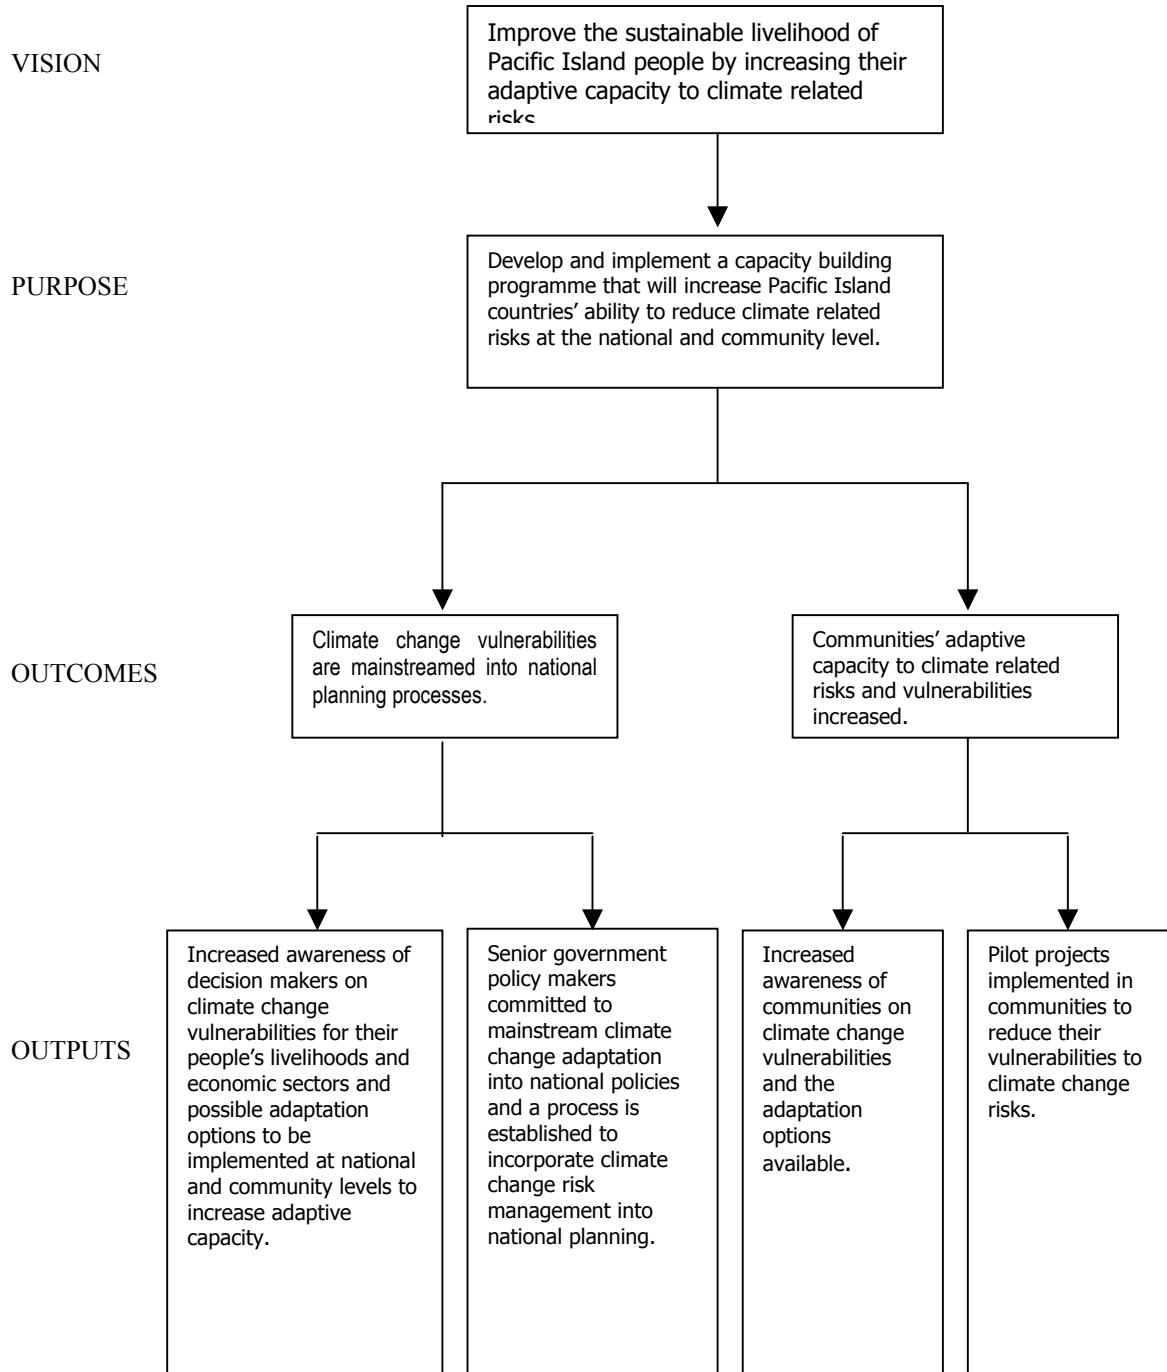 VISION
Improve the sustainable livelihood of
Pacific Island people by increasing their
adaptive capacity to climate related
risks
PURPOSE
Develop and implement a capacity building
programme that will increase Pacific Island
countries’ ability to reduce climate related
risks at the national and community level.
OUTCOMES
Climate change vulnerabilities
are mainstreamed into national
planning processes.
Communities’ adaptive
capacity to climate related
risks and vulnerabilities
increased.
OUTPUTS
Increased awareness of
decision makers on
climate change
vulnerabilities for their
people’s livelihoods and
economic sectors and
possible adaptation
options to be
implemented at national
and community levels to
increase adaptive
capacity.
Senior government
policy makers
committed to
mainstream climate
change adaptation
into national policies
and a process is
established to
incorporate climate
change risk
management into
national planning.
Increased
awareness of
communities on
climate change
vulnerabilities
and the
adaptation
options
available.
Pilot projects
implemented in
communities to
reduce their
vulnerabilities to
climate change
risks.